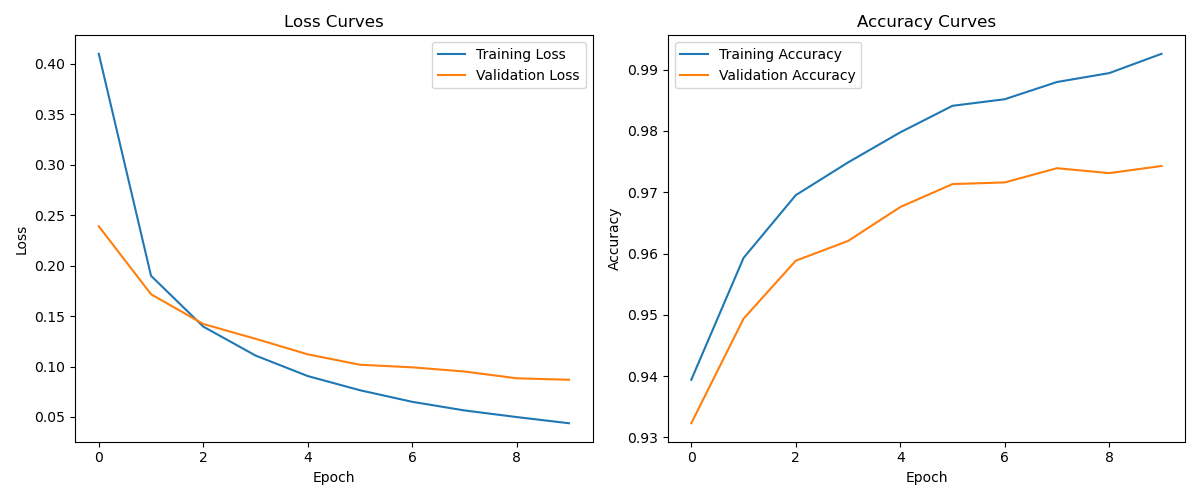 Loss Curves
Training Loss
Validation Loss
0.40
0.35
0.30
0.25
0.20
0.15
0.10
0.05
Loss
0 2 4 6 8
Epoch
Accuracy Curves
Training Accuracy
Validation Accuracy
0.99
0.98
0.97
0.96
0.95
0.94
0.93
Accuracy
0 2 4 6 8
Epoch